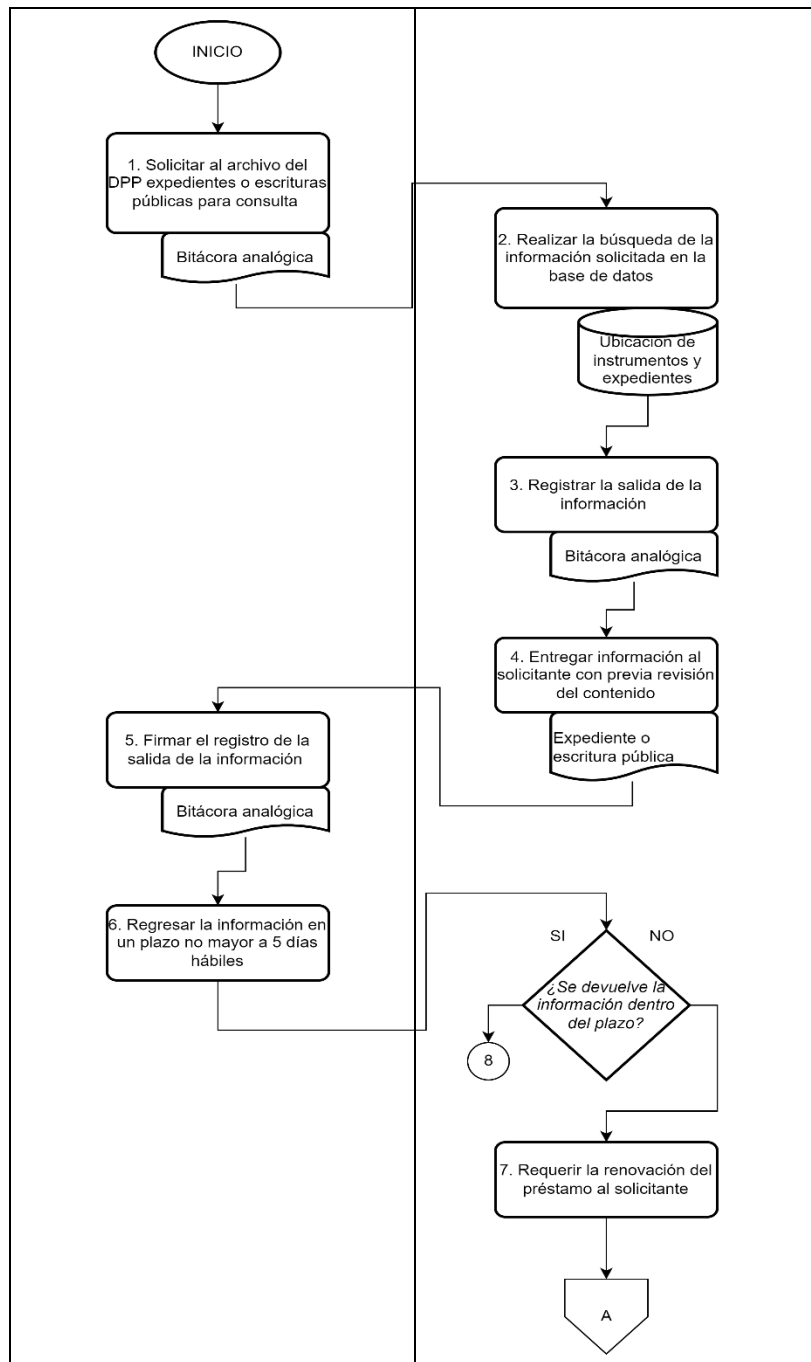 INICIO
1. Solicitar al archivo del
DPP expedientes o escrituras
públicas para consulta
Bitácora analógica
2. Realizar la búsqueda de la
información solicitada en la
base de datos
Ubicación de
instrumentos y
expedientes
3. Registrar la salida de la
información
Bitácora analógica
4. Entregar información al
solicitante con previa revisión
del contenido
Expediente o
escritura pública
5. Firmar el registro de la
salida de la información
Bitácora analógica
6. Regresar la información en
un plazo no mayor a 5 días
hábiles
SI
NO
¿Se devuelve la
información dentro
del plazo?
8
7. Requerir la renovación del
préstamo al solicitante
A